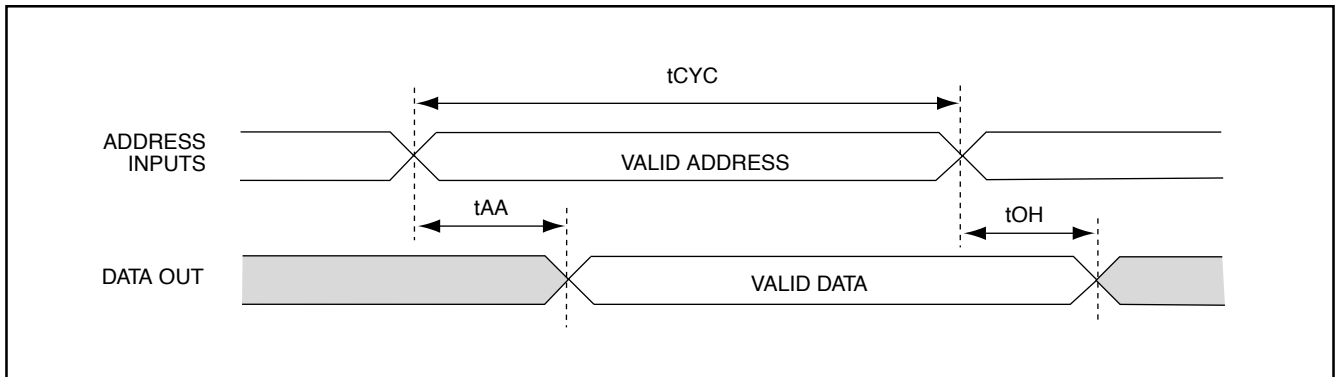 tCYC
ADDRESS
INPUTS
VALID ADDRESS
tAA
tOH
DATA OUT
VALID DATA